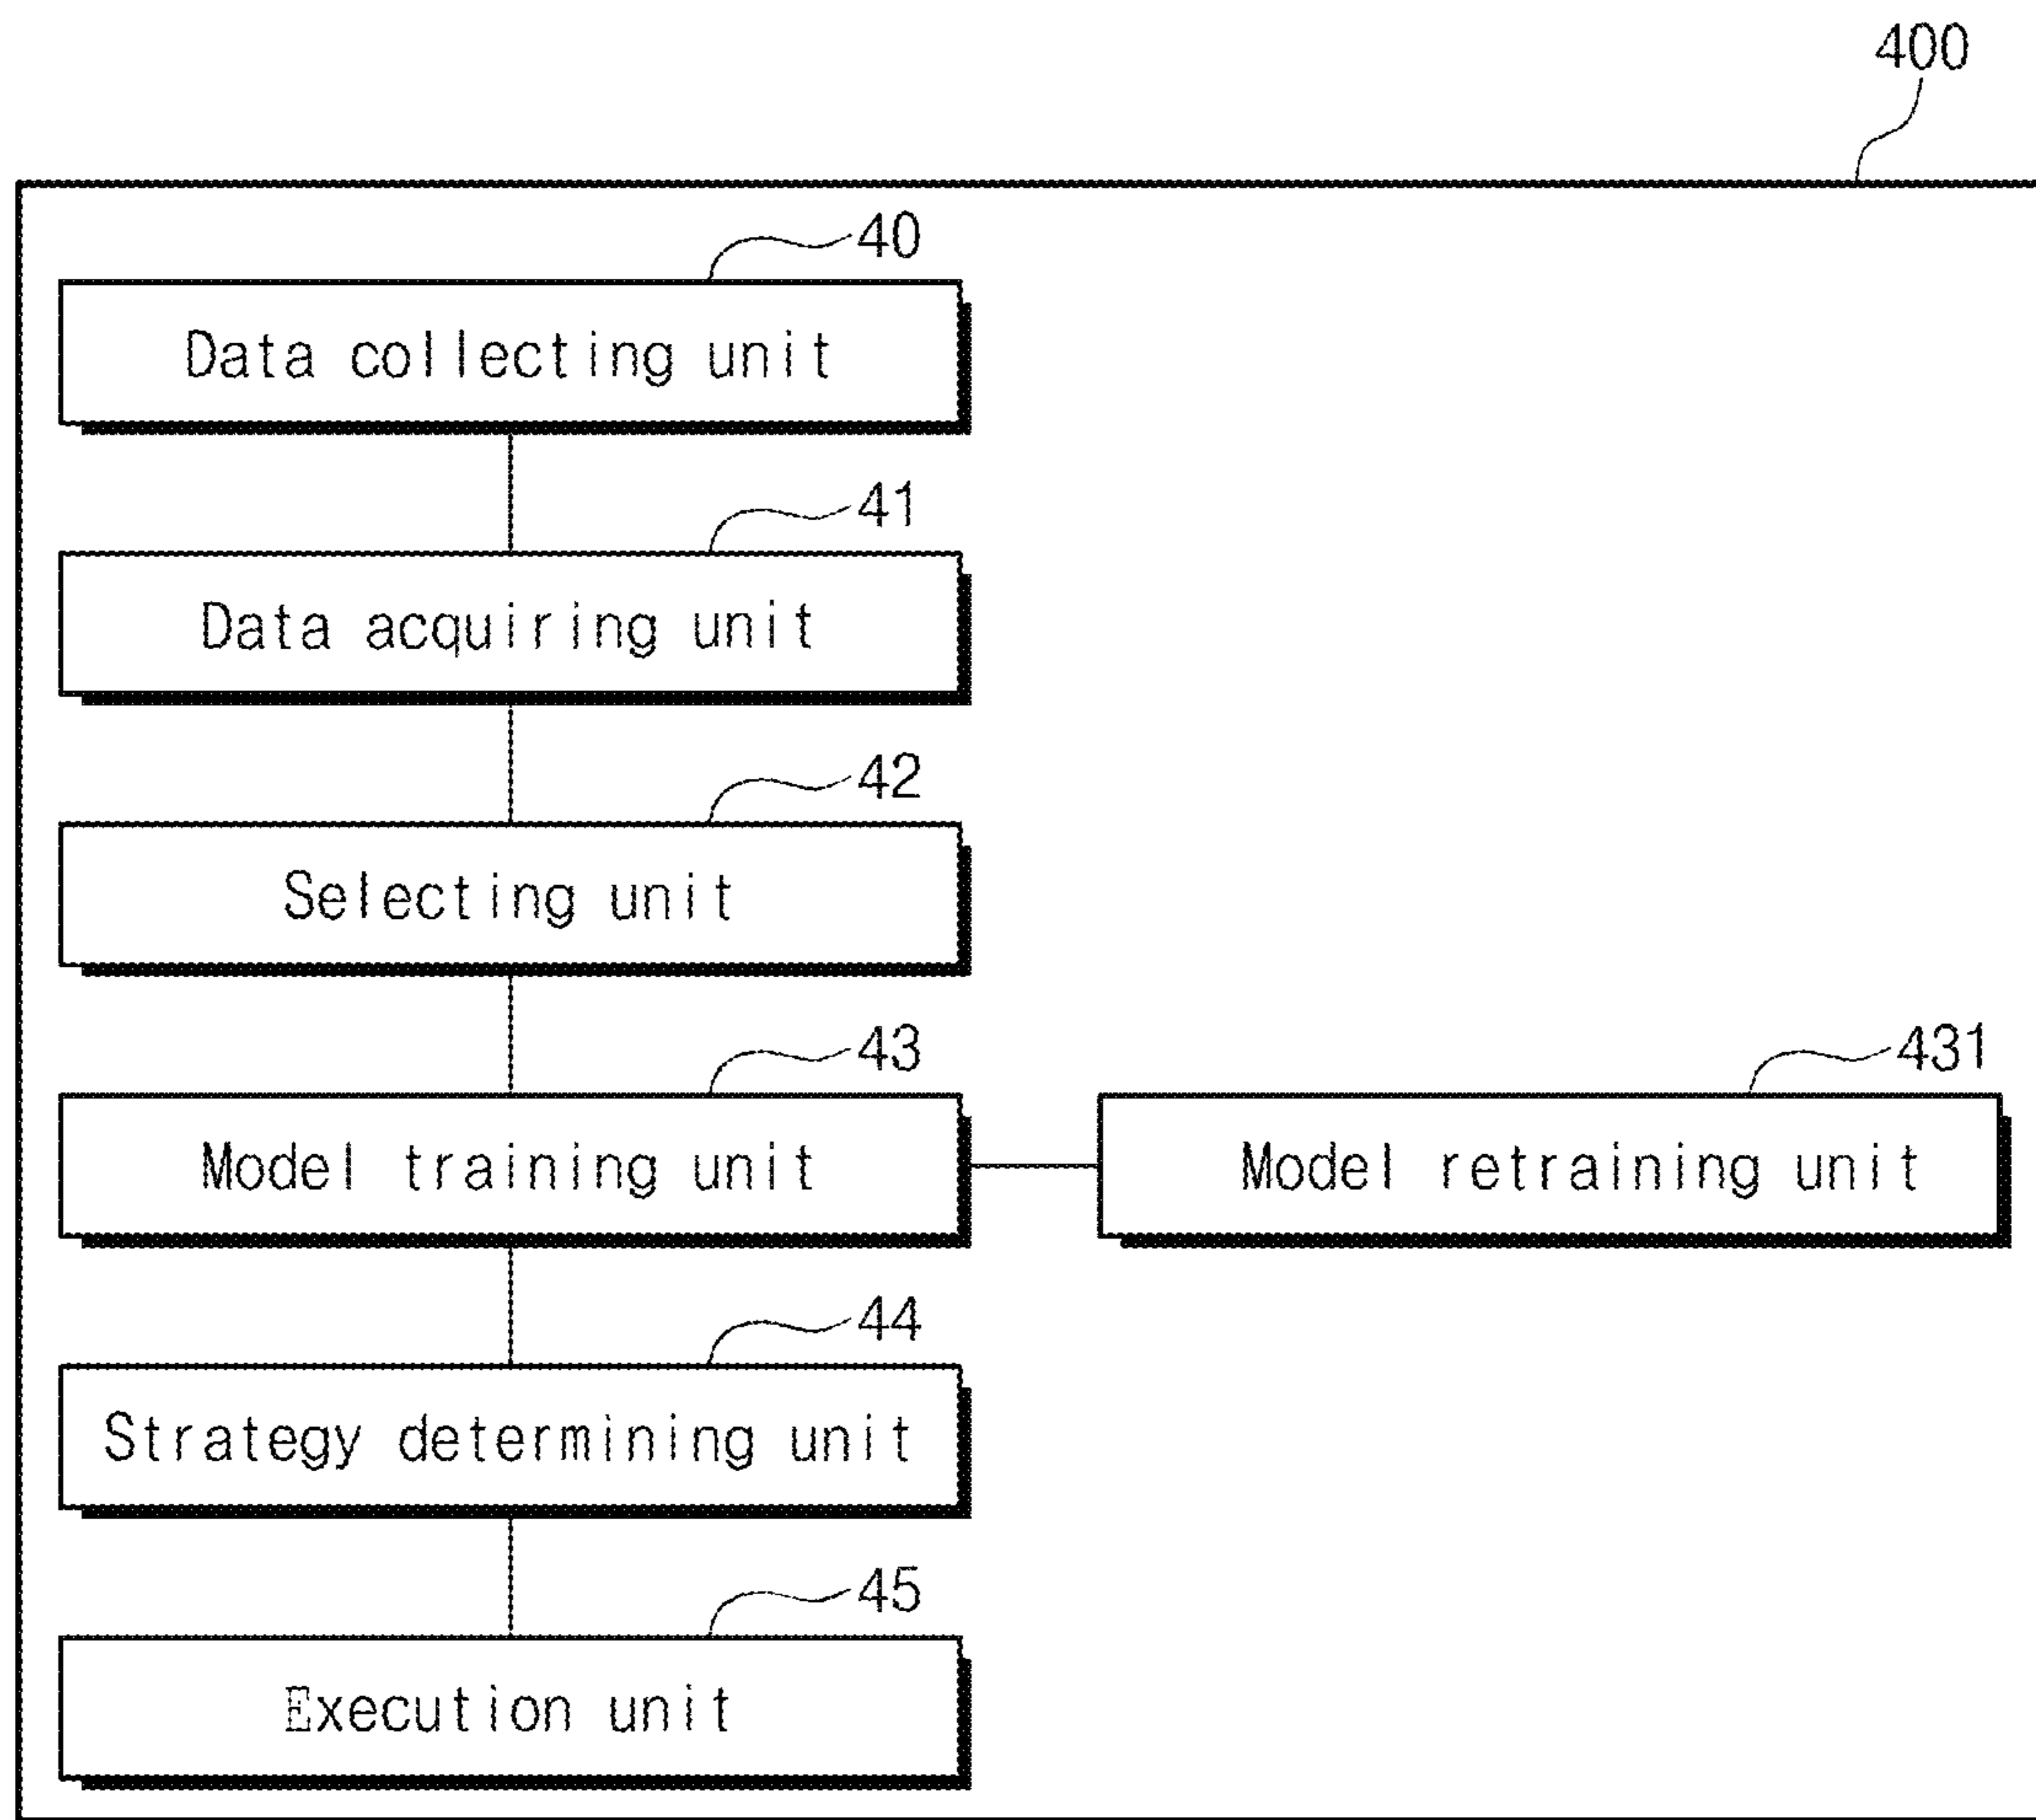 400
40
Data collecting unit
41
Data acquiring unit
42
Selecting unit
43
Model training unit
431
Model retraining unit
44
Strategy determining unit
45
Execution unit